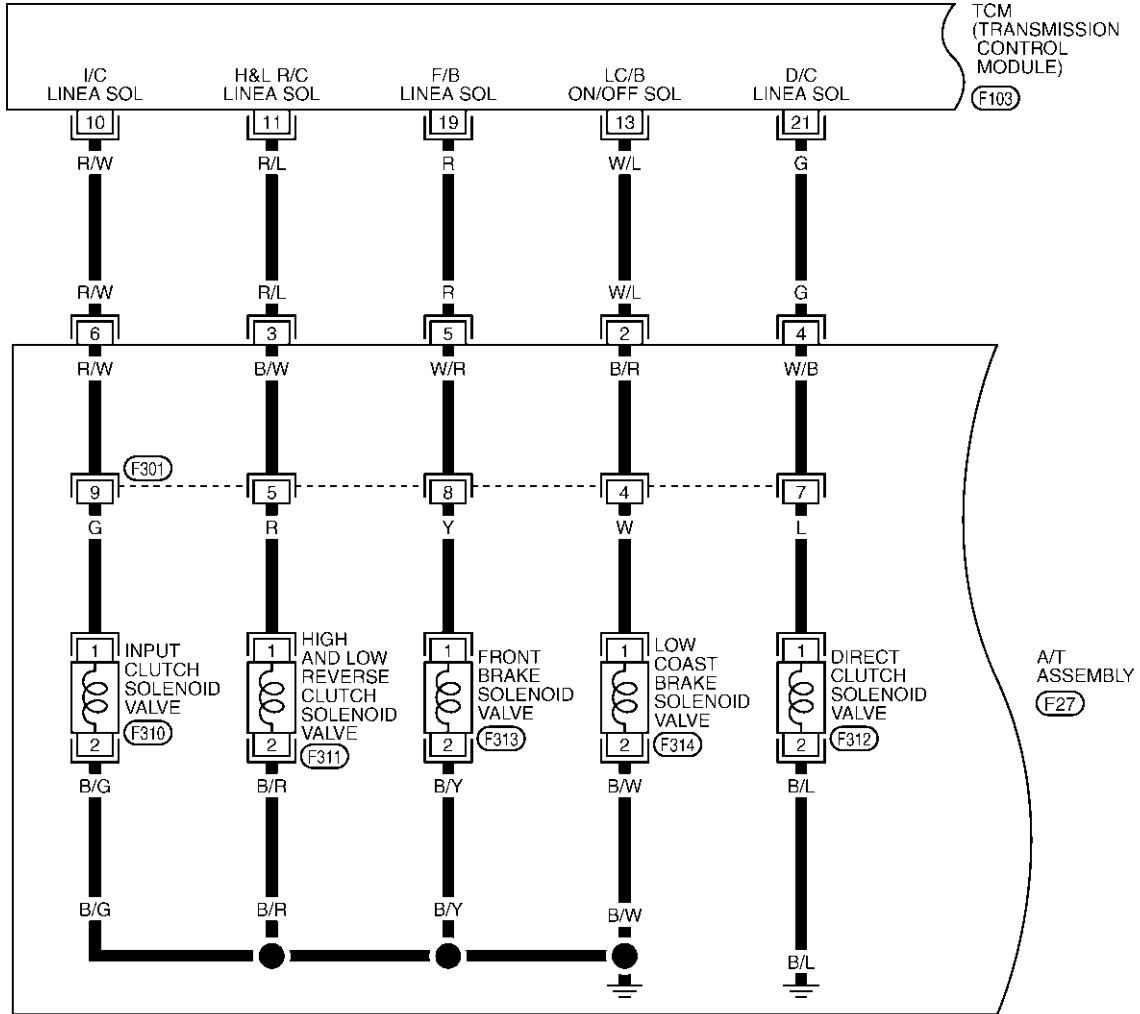 TCM
(TRANSMISSION
CONTROL
MODULE)
F103
I/C
LINEA SOL
H&L R/C
LINEA SOL
F/B
LINEA SOL
LC/B
ON/OFF SOL
D/C
LINEA SOL
10 11 19 13 21
R/W R/L R W/L G
R/W R/L R W/L G
6 3 5 2 4
R/W B/W W/R B/R W/B
F301
9 5 8 4 7
G R Y W L
1 1 1 1 1
INPUT
CLUTCH
SOLENOID
VALVE
F310
HIGH
AND LOW
REVERSE
CLUTCH
SOLENOID
VALVE
F311
FRONT
BRAKE
SOLENOID
VALVE
F313
LOW
COAST
BRAKE
SOLENOID
VALVE
F314
DIRECT
CLUTCH
SOLENOID
VALVE
F312
A/T
ASSEMBLY
F27
2 2 2 2 2
B/G B/R B/Y B/W B/L
B/G B/R B/Y B/W
B/L